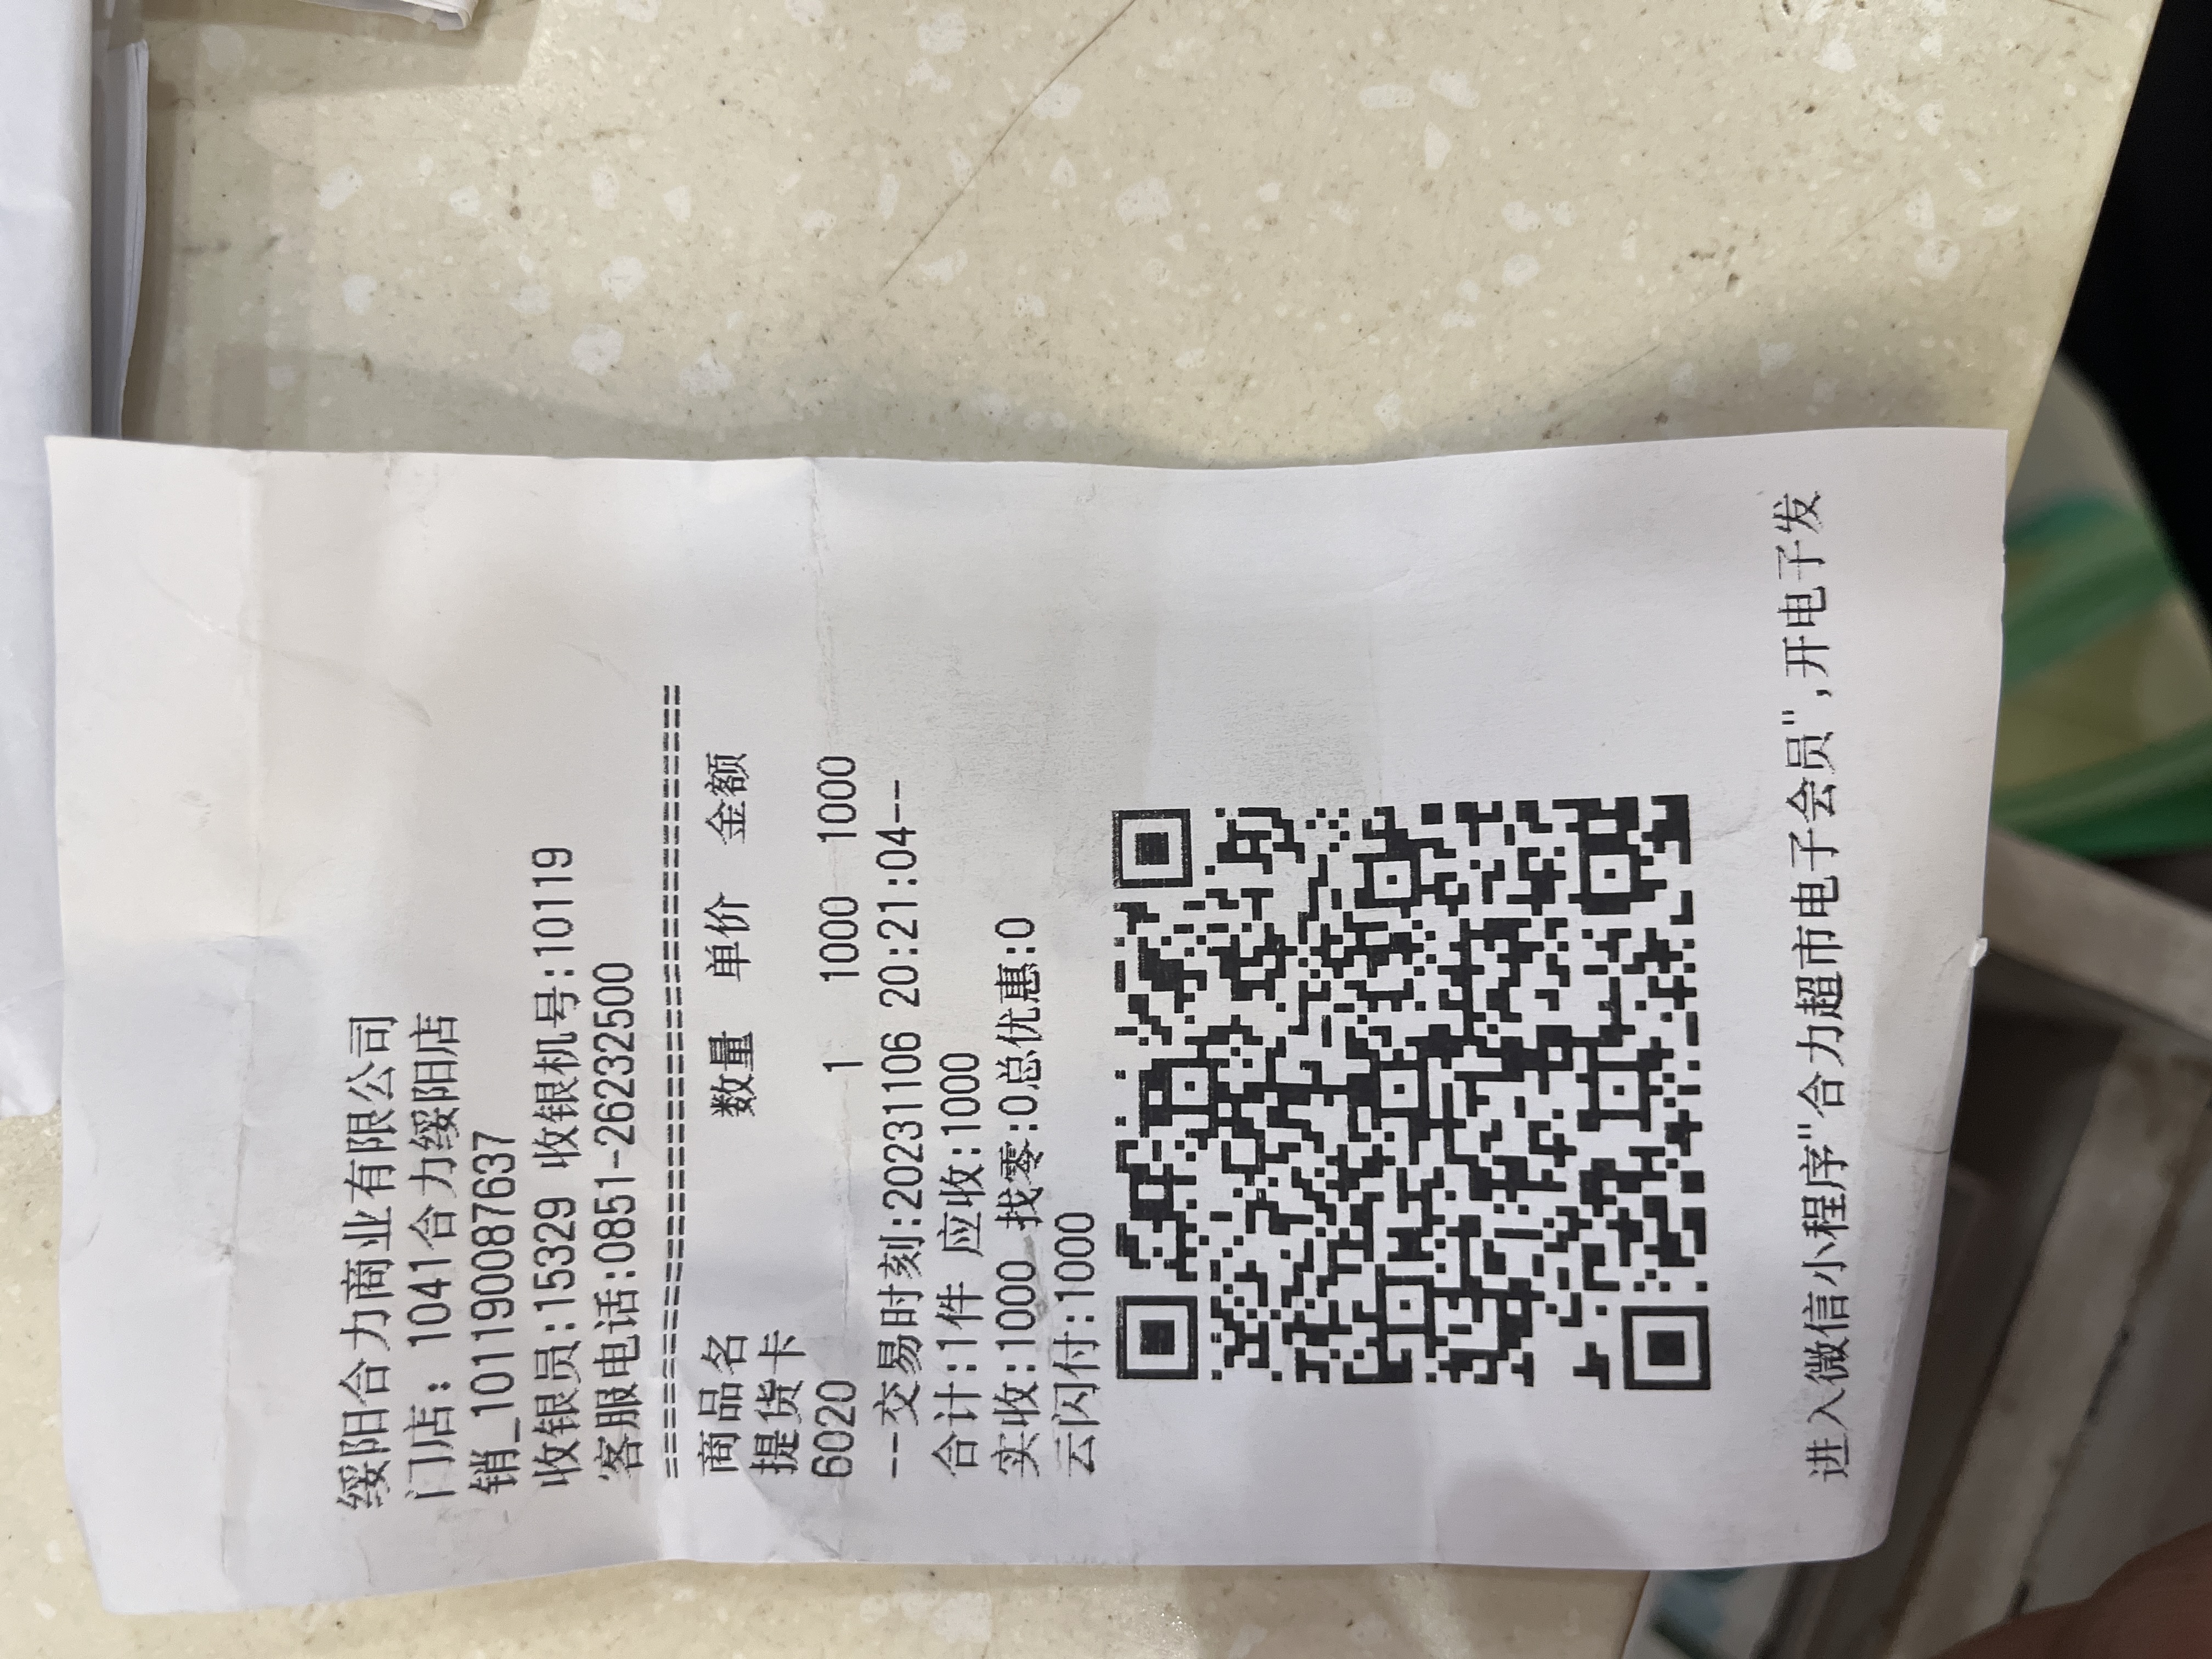 绥阳合力商业有限公司
门店: 1041合力绥阳店
销_1011900087637
收银员:15329 收银机号:10119
客服电话:0851-26232500
==========================================
商品名 数量 单价 金额
提货卡
6020 1 1000 1000
--交易时刻:20231106 20:21:04--
合计:1件 应收:1000
实收:1000 找零:0总优惠:0
云闪付:1000
进入微信小程序"合力超市电子会员",开电子发